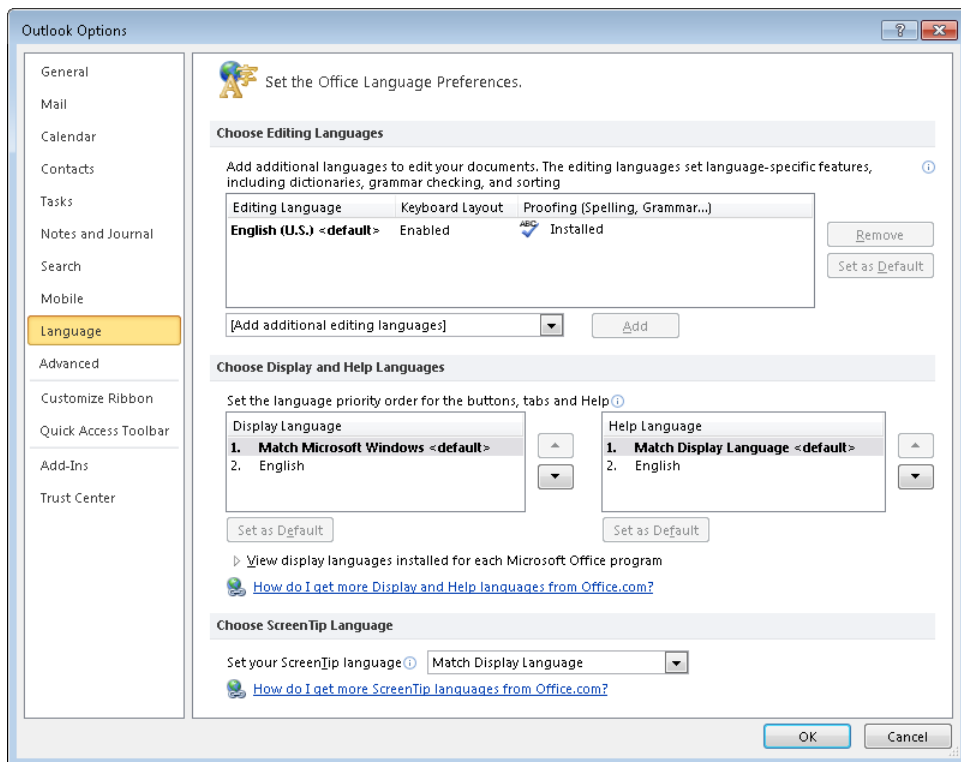 Outlook Options
General
Mail
Calendar
Contacts
Tasks
Notes and Journal
Search
Mobile
Language
Advanced
Customize Ribbon
Quick Access Toolbar
Add-Ins
Trust Center
Set the Office Language Preferences.
Choose Editing Languages
Add additional languages to edit your documents. The editing languages set language-specific features,
including dictionaries, grammar checking, and sorting
Editing Language Keyboard Layout Proofing (Spelling, Grammar...)
English (U.S.) <default> Enabled ABC Installed
Remove
Set as Default
[Add additional editing languages] Add
Choose Display and Help Languages
Set the language priority order for the buttons, tabs and Help
Display Language
1. Match Microsoft Windows <default>
2. English
Set as Default
Help Language
1. Match Display Language <default>
2. English
Set as Default
View display languages installed for each Microsoft Office program
How do I get more Display and Help languages from Office.com?
Choose ScreenTip Language
Set your ScreenTip language Match Display Language
How do I get more ScreenTip languages from Office.com?
OK Cancel